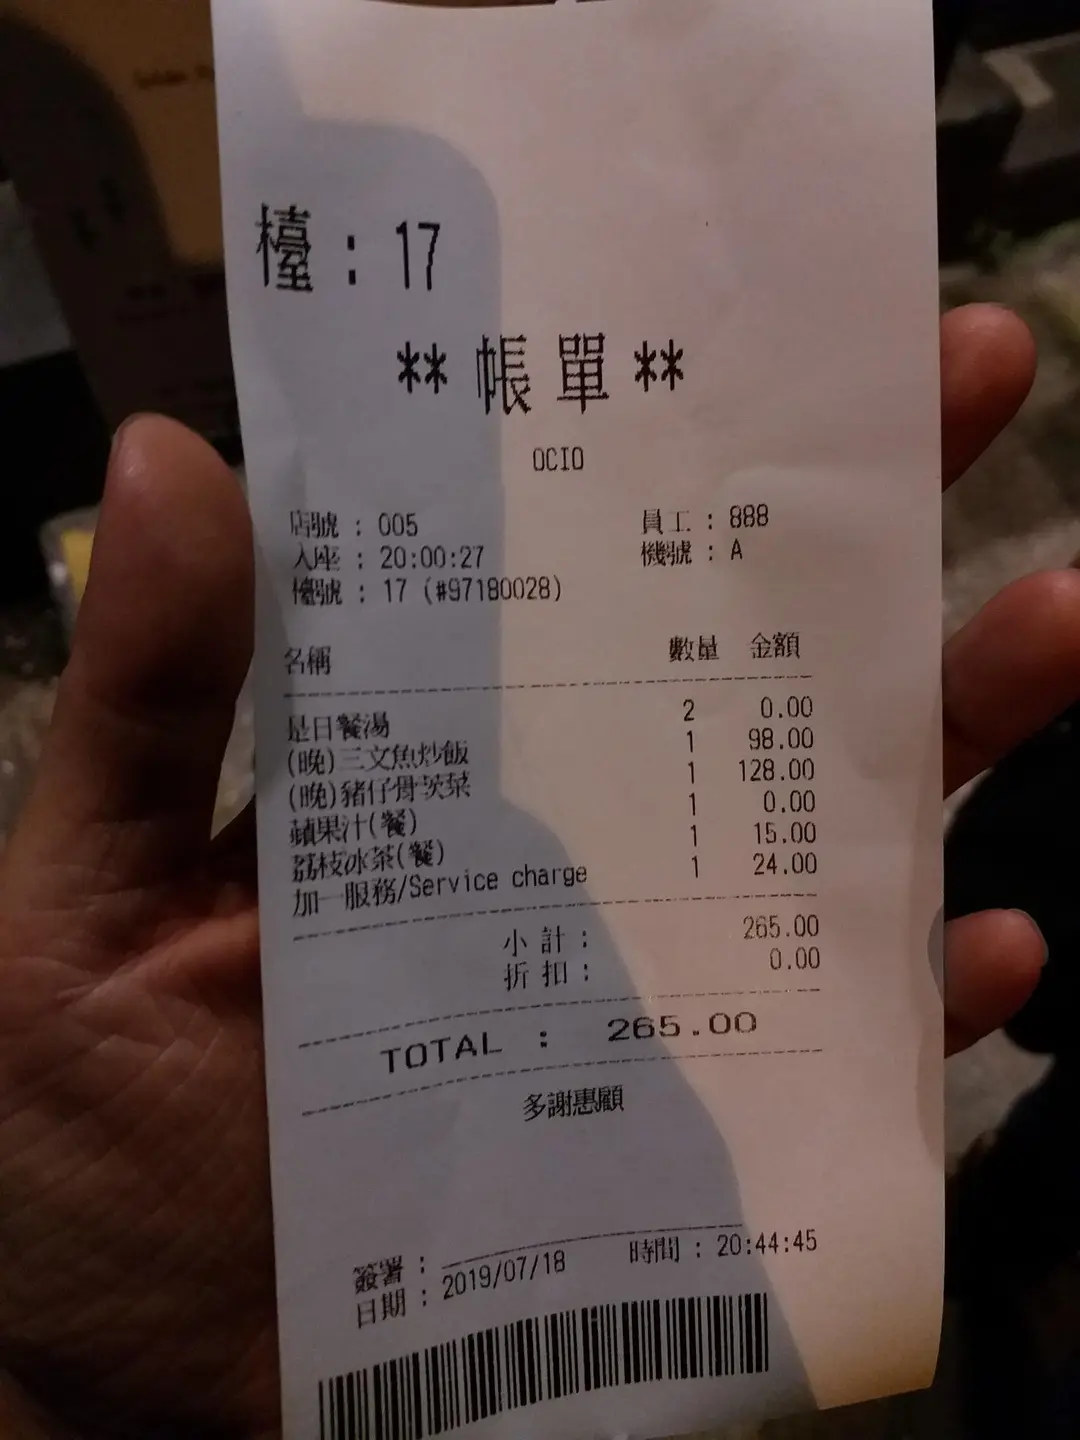 檯 : 17
** 帳 單 **
OCIO
店號 : 005 員工 : 888
入座 : 20:00:27 機號 : A
檯號 : 17 (#97180028)
名稱 數量 金額
是日餐湯 2 0.00
(晚)三文魚炒飯 1 98.00
(晚)豬仔骨茨菜 1 128.00
蘋果汁(餐) 1 0.00
荔枝冰茶(餐) 1 15.00
加一服務/Service charge 1 24.00
小 計 : 265.00
折 扣 : 0.00
TOTAL : 265.00
多謝惠顧
簽署 :
日期 : 2019/07/18 時間 : 20:44:45